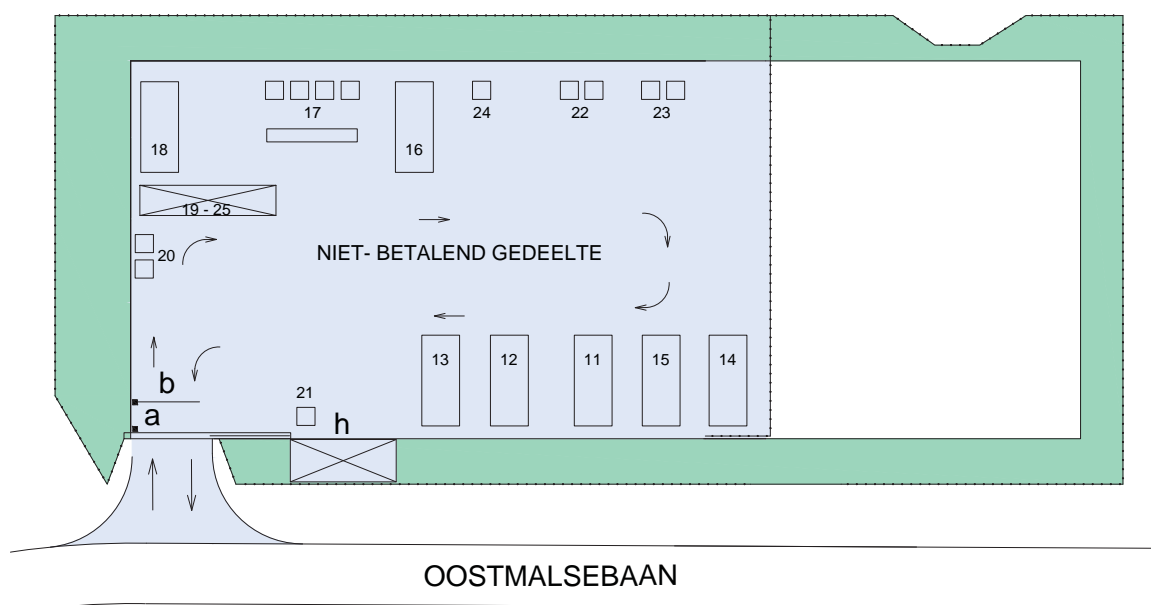 17 24 22 23
18 16
19 - 25
20
NIET- BETALEND GEDEELTE
13 12 11 15 14
b
21
a
h
OOSTMALSEBAAN